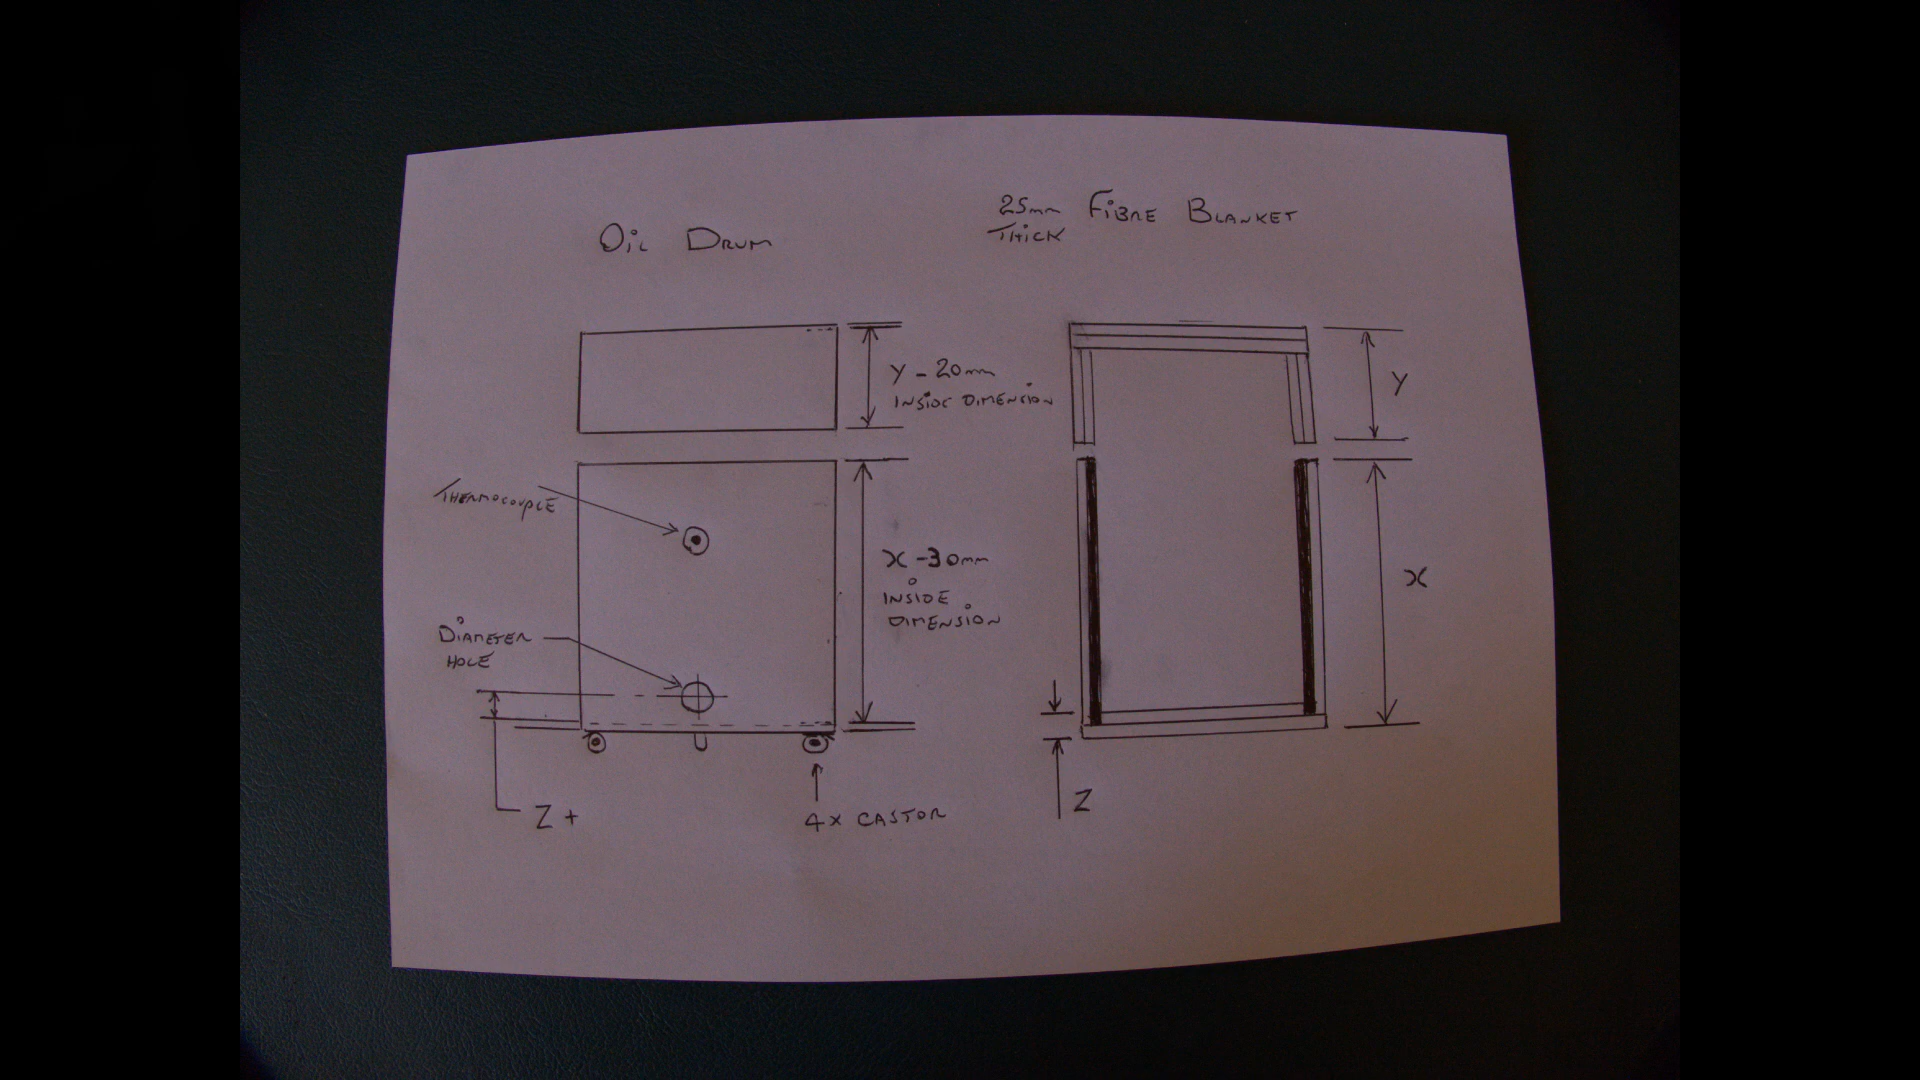 Oil Drum
25mm Fibre Blanket
Thick
Y - 20mm
Inside Dimension
Y
Thermocouple
X - 30mm
Inside
Dimension
X
Diameter
Hole
Z +
4x Castor
Z